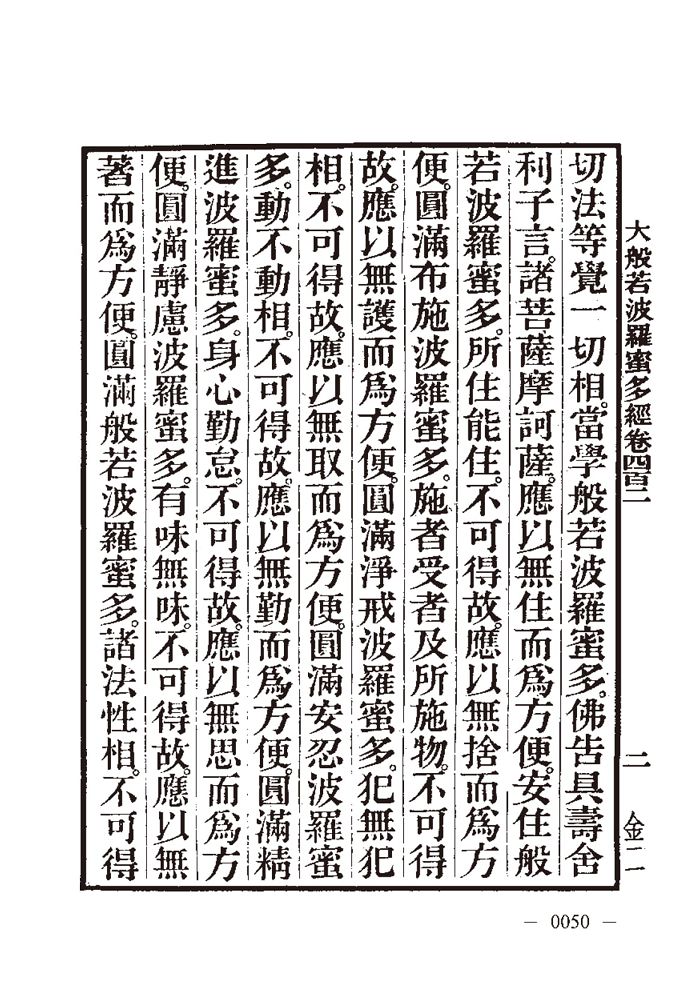 大般若波羅蜜多經卷四百二
二
金二一
切法等覺一切相。當學般若波羅蜜多。佛告具壽舍
利子言。諸菩薩摩訶薩。應以無住而爲方便。安住般
若波羅蜜多。所住能住。不可得故。應以無捨而爲方
便。圓滿布施波羅蜜多。施者受者及所施物。不可得
故。應以無護而爲方便。圓滿淨戒波羅蜜多。犯無犯
相。不可得故。應以無取而爲方便。圓滿安忍波羅蜜
多。動不動相。不可得故。應以無勤而爲方便。圓滿精
進波羅蜜多。身心勤怠。不可得故。應以無思而爲方
便。圓滿靜慮波羅蜜多。有味無味。不可得故。應以無
著而爲方便。圓滿般若波羅蜜多。諸法性相。不可得
— 0050 —